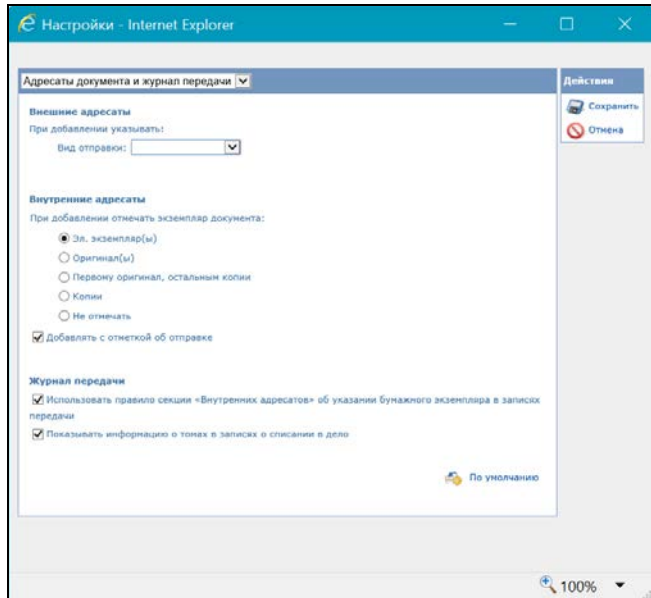 Настройки - Internet Explorer
Адресаты документа и журнал передачи
Действия
Сохранить
Отмена
Внешние адресаты
При добавлении указывать:
Вид отправки:
Внутренние адресаты
При добавлении отмечать экземпляр документа:
Эл. экземпляр(ы)
Оригинал(ы)
Первому оригинал, остальным копии
Копии
Не отмечать
Добавлять с отметкой об отправке
Журнал передачи
Использовать правило секции «Внутренних адресатов» об указании бумажного экземпляра в записях
передачи
Показывать информацию о томах в записях о списании в дело
По умолчанию
100%